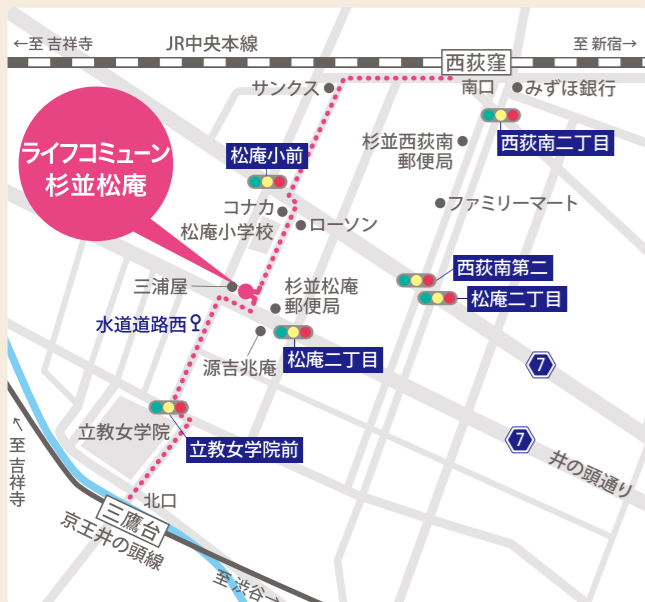 ←至 吉祥寺
JR中央本線
至 新宿→
西荻窪
サンクス
南口
みずほ銀行
ライフコミューン
杉並松庵
松庵小前
杉並西荻南
郵便局
西荻南二丁目
コナカ
ファミリーマート
松庵小学校
ローソン
三浦屋
杉並松庵
郵便局
西荻南第二
松庵二丁目
水道道路西
源吉兆庵
松庵二丁目
7
立教女学院
立教女学院前
7
井の頭通り
←至 吉祥寺
北口
三鷹台
京王井の頭線
至 渋谷→